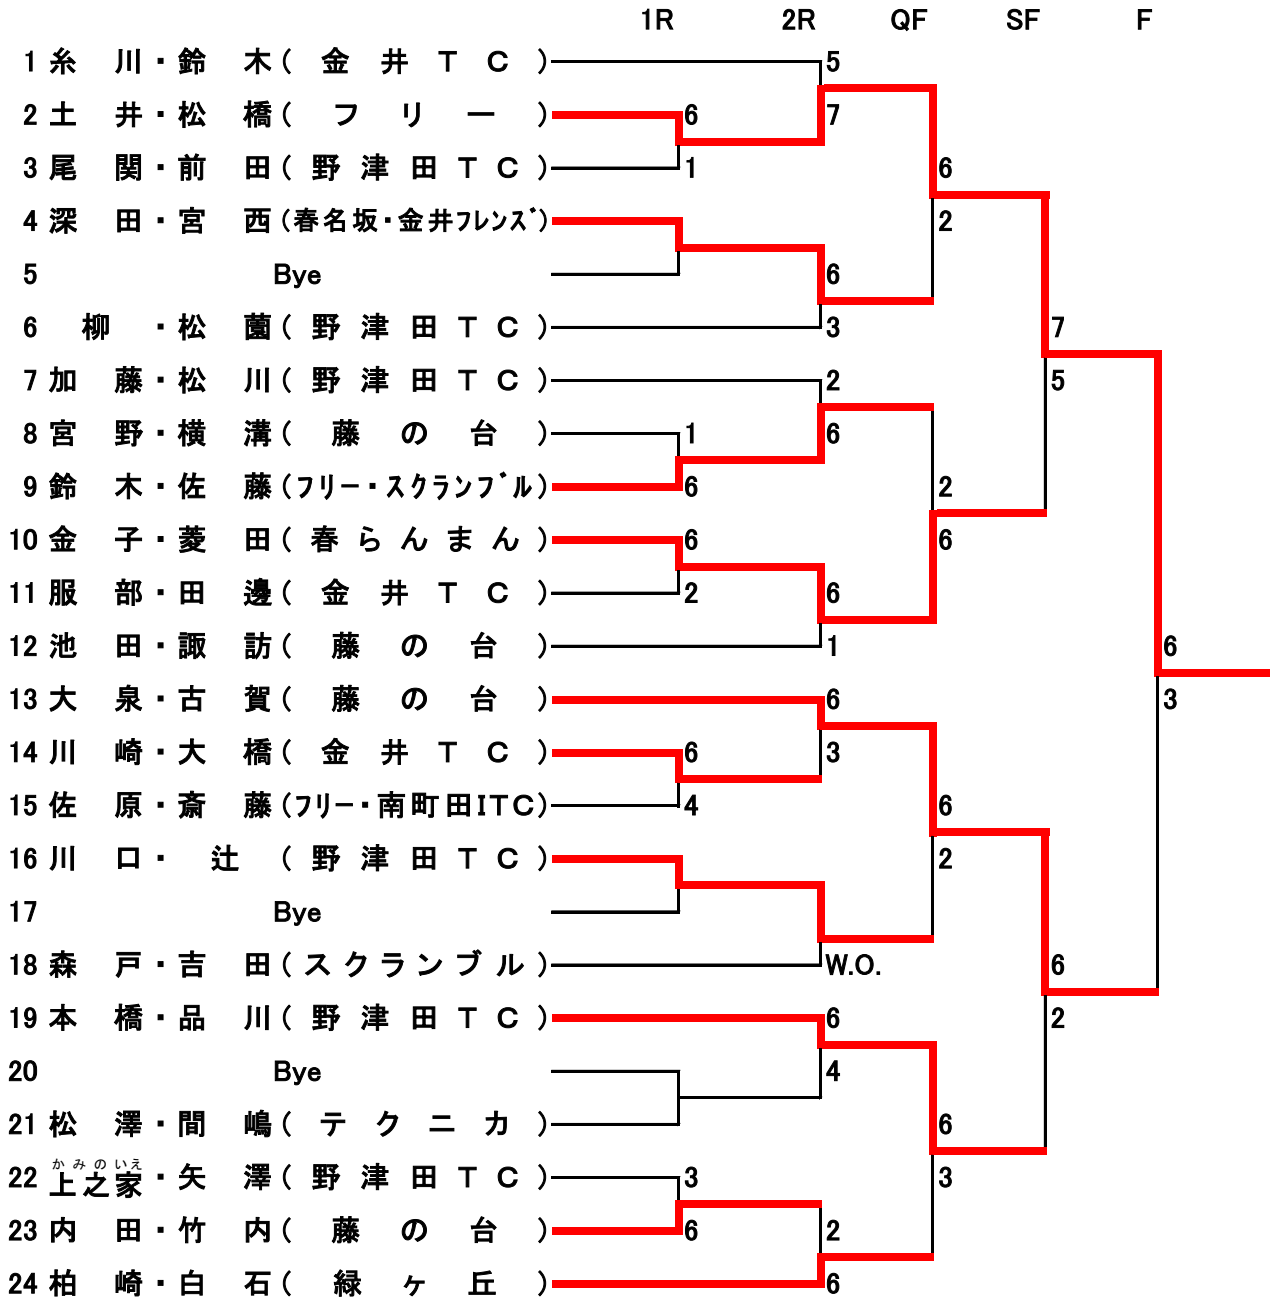 1R 2R QF SF F
1 糸 川・鈴 木 ( 金 井 T C ) 5
2 土 井・松 橋 ( フ リ ー ) 6 7
3 尾 関・前 田 ( 野 津 田 T C ) 1 6
4 深 田・宮 西 (春名坂・金井フレンズ) 2
5 Bye 6
6 柳 ・松 薗 ( 野 津 田 T C ) 3 7
7 加 藤・松 川 ( 野 津 田 T C ) 2 5
8 宮 野・横 溝 ( 藤 の 台 ) 1 6
9 鈴 木・佐 藤 (フリー・スクランブル) 6 2
10 金 子・菱 田 ( 春 ら ん ま ん ) 6 6
11 服 部・田 邊 ( 金 井 T C ) 2 6
12 池 田・諏 訪 ( 藤 の 台 ) 1 6
13 大 泉・古 賀 ( 藤 の 台 ) 6 3
14 川 崎・大 橋 ( 金 井 T C ) 6 3
15 佐 原・斎 藤 (フリー・南町田ITC) 4 6
16 川 口・ 辻 ( 野 津 田 T C ) 2
17 Bye
18 森 戸・吉 田 ( ス ク ラ ン ブ ル ) W.O. 6
19 本 橋・品 川 ( 野 津 田 T C ) 6 2
20 Bye 4
21 松 澤・間 嶋 ( テ ク ニ カ ) 6
かみのいえ
22 上之家・矢 澤 ( 野 津 田 T C ) 3 3
23 内 田・竹 内 ( 藤 の 台 ) 6 2
24 柏 崎・白 石 ( 緑 ヶ 丘 ) 6